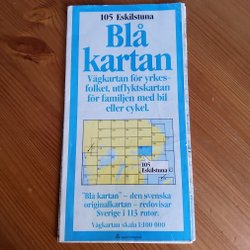 105 Eskilstuna
Blå
kartan
Vägkartan för yrkes-
folket, utflyktskartan
för familjen med bil
eller cykel.
105
Eskilstuna
"Blå kartan" – den svenska
originalkartan – redovisar
Sverige i 113 rutor.
Vägkartan skala 1:100 000